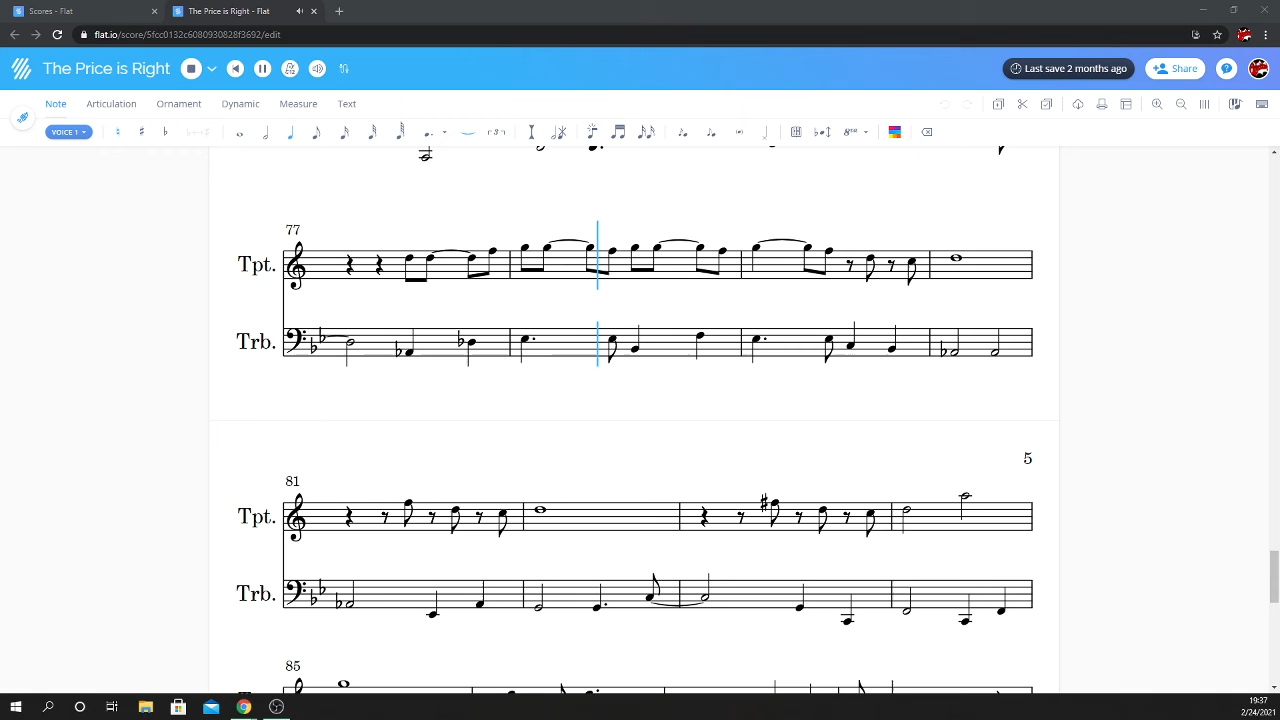 Scores - Flat
The Price is Right - Flat
flat.io/score/5fcc0132c6080930828f3692/edit
The Price is Right
Last save 2 months ago
Share
Note
Articulation
Ornament
Dynamic
Measure
Text
VOICE 1
8va
77
Tpt.
Trb.
5
81
Tpt.
Trb.
85
19:37
2/24/2021